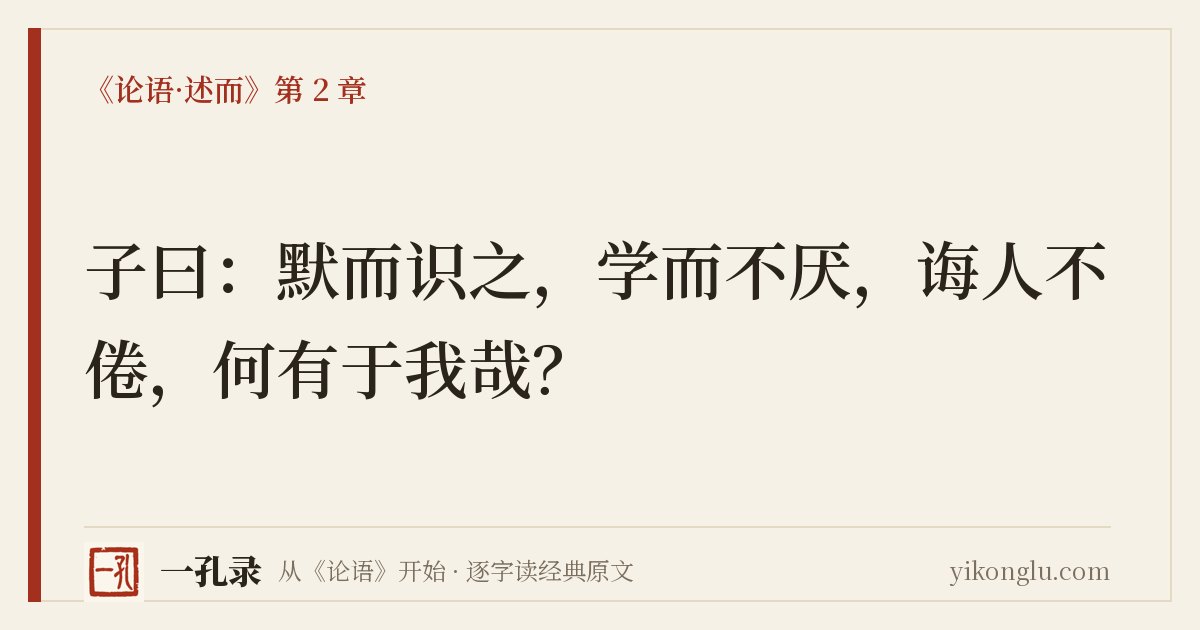 《论语·述而》第 2 章
子曰：默而识之，学而不厌，诲人不
倦，何有于我哉？
一孔
一孔录 从《论语》开始 · 逐字读经典原文 yikonglu.com